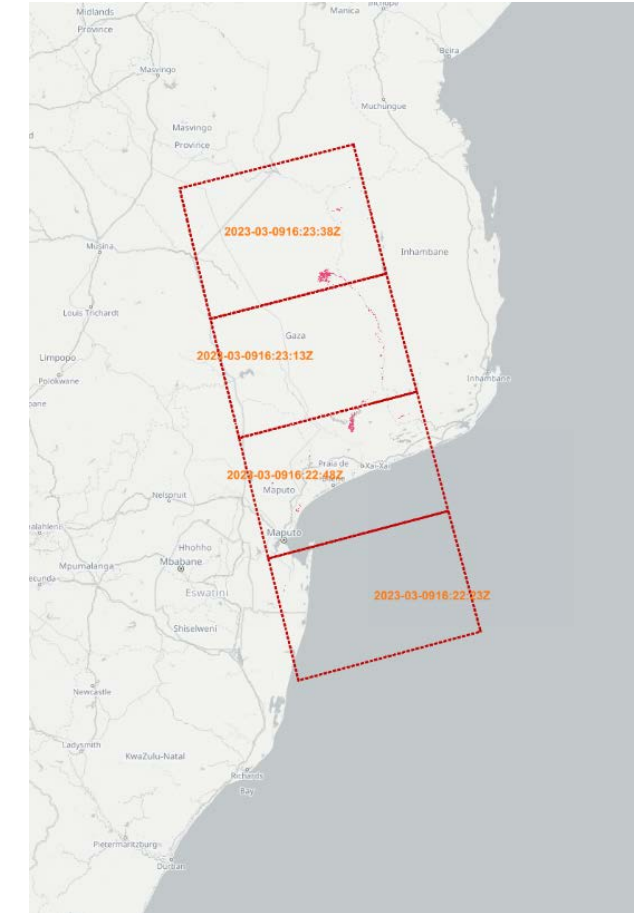 Midlands
Province
Manica
Beira
Masvingo
Muchungue
Masvingo
Province
2023-03-0916:23:38Z
Musina
Inhambane
Louis Trichardt
Gaza
2023-03-0916:23:13Z
Limpopo
Polokwane
Inhambane
2023-03-0916:22:48Z
Praia de
Xai-Xai
Maputo
Nelspruit
Maputo
Hhohho
Mbabane
Mpumalanga
Eswatini
2023-03-0916:22:23Z
Shiselweni
Newcastle
Ladysmith
KwaZulu-Natal
Richards
Bay
Pietermaritzburg
Durban